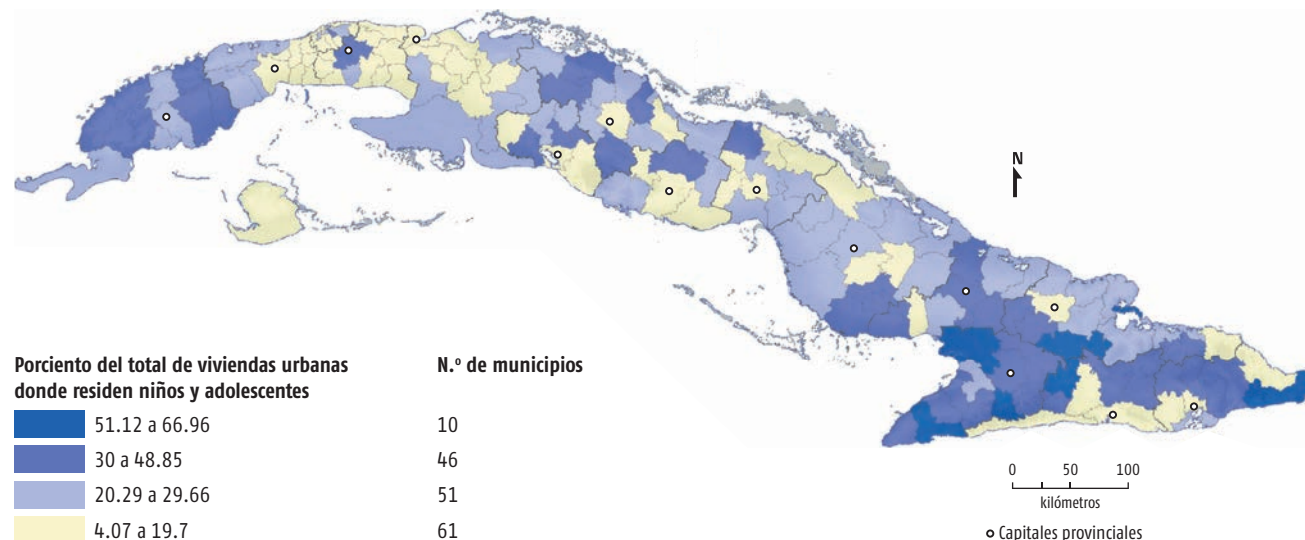 N
Porciento del total de viviendas urbanas
donde residen niños y adolescentes
N.º de municipios
51.12 a 66.96 10
30 a 48.85 46
20.29 a 29.66 51
4.07 a 19.7 61
0 50 100
kilómetros
Capitales provinciales